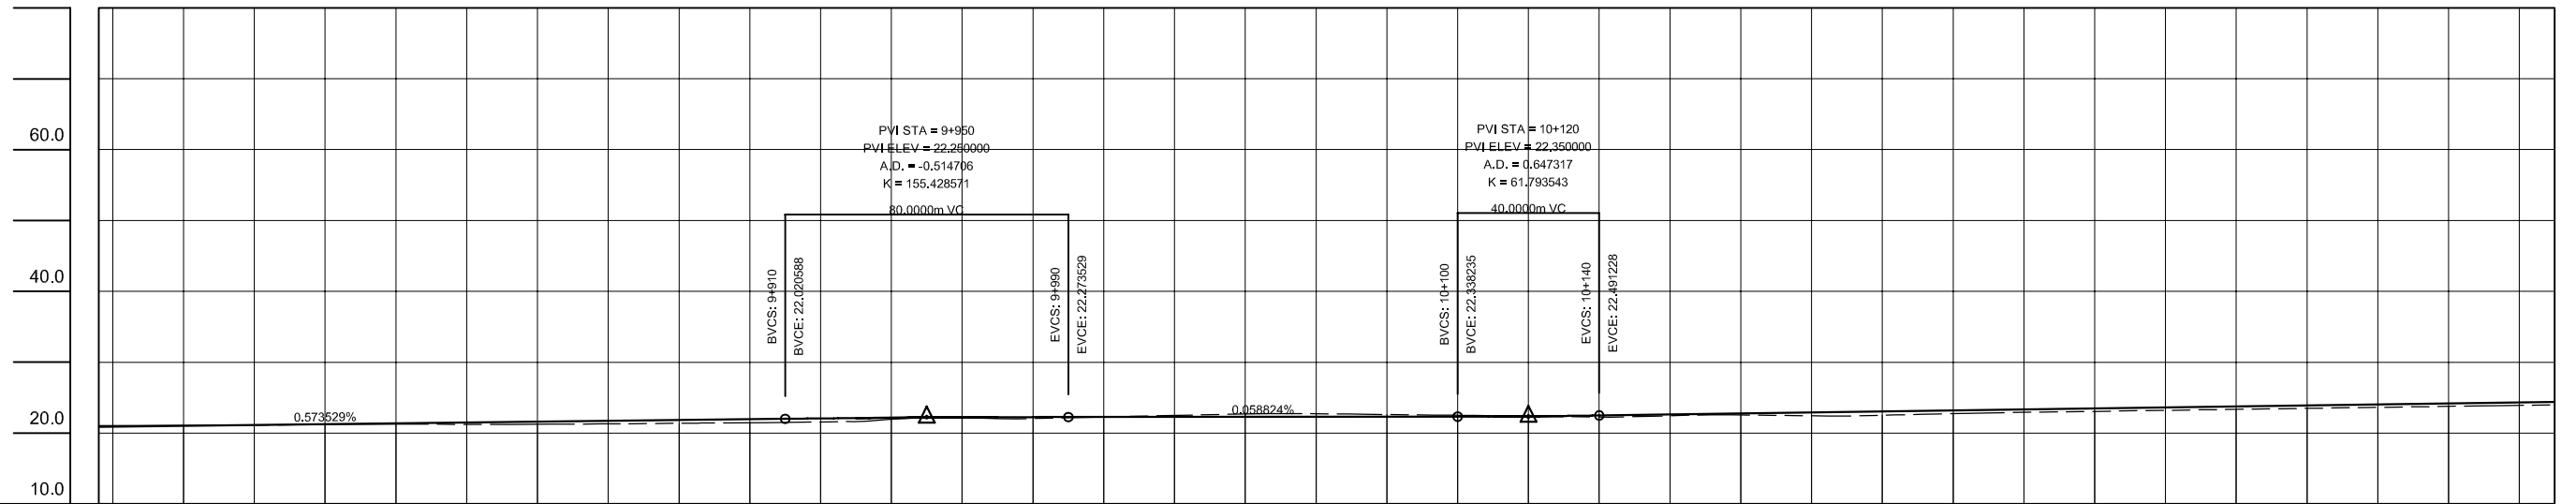 60.0
40.0
20.0
10.0
PVI STA = 9+950
PVI ELEV = 22.250000
A.D. = -0.514706
K = 155.428571
80.0000m VC
BVCS: 9+910
BVCE: 22.020588
EVCS: 9+990
EVCE: 22.273529
PVI STA = 10+120
PVI ELEV = 22.350000
A.D. = 0.647317
K = 61.793543
40.0000m VC
BVCS: 10+100
BVCE: 22.338235
EVCS: 10+140
EVCE: 22.491228
0.573529%
0.058824%